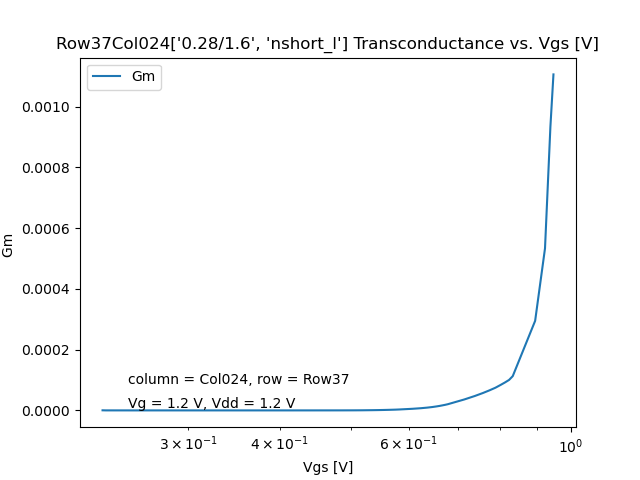 Row37Col024['0.28/1.6', 'nshort_l'] Transconductance vs. Vgs [V]
Gm
0.0010
0.0008
0.0006
0.0004
0.0002
0.0000
Gm
column = Col024, row = Row37
Vg = 1.2 V, Vdd = 1.2 V
3 × 10⁻¹
4 × 10⁻¹
6 × 10⁻¹
10⁰
Vgs [V]